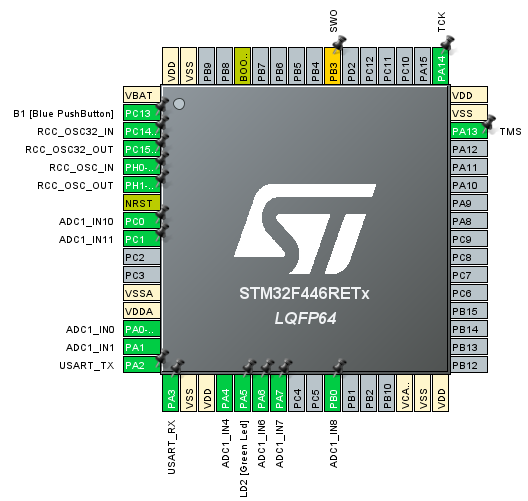 SWO
TCK
VDD
VSS
PB9
PB8
BOO..
PB7
PB6
PB5
PB4
PB3
PD2
PC12
PC11
PC10
PA15
PA14
VBAT
B1 [Blue PushButton] PC13..
RCC_OSC32_IN PC14..
RCC_OSC32_OUT PC15..
RCC_OSC_IN PH0-..
RCC_OSC_OUT PH1-..
NRST
ADC1_IN10 PC0
ADC1_IN11 PC1
PC2
PC3
VSSA
VDDA
ADC1_IN0 PA0-..
ADC1_IN1 PA1
USART_TX PA2
ST
STM32F446RETx
LQFP64
VDD
VSS
PA13 TMS
PA12
PA11
PA10
PA9
PA8
PC9
PC8
PC7
PC6
PB15
PB14
PB13
PB12
PA3
VSS
VDD
PA4
PA5
PA6
PA7
PC4
PC5
PB0
PB1
PB2
PB10
VCA..
VSS
VDD
USART_RX
ADC1_IN4
LD2 [Green Led]
ADC1_IN6
ADC1_IN7
ADC1_IN8